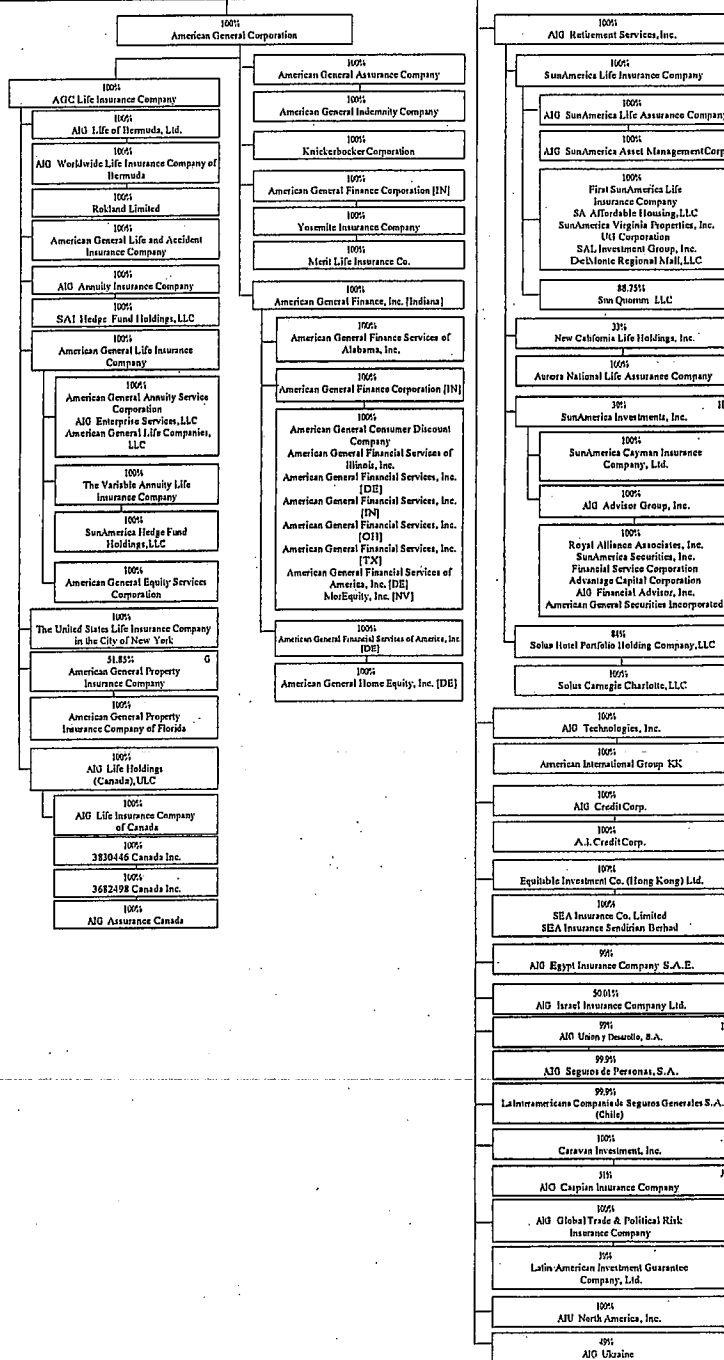 100%
American General Corporation
100%
AGC Life Insurance Company
100%
AIG Life of Bermuda, Ltd.
100%
AIG Worldwide Life Insurance Company of
Bermuda
100%
Rokland Limited
100%
American General Life and Accident
Insurance Company
100%
AIG Annuity Insurance Company
100%
SAI Hedge Fund Holdings, LLC
100%
American General Life Insurance
Company
100%
American General Annuity Service
Corporation
AIG Enterprise Services, LLC
American General Life Companies,
LLC
100%
The Variable Annuity Life
Insurance Company
100%
SunAmerica Hedge Fund
Holdings, LLC
100%
American General Equity Services
Corporation
100%
The United States Life Insurance Company
in the City of New York
51.85% G
American General Property
Insurance Company
100%
American General Property
Insurance Company of Florida
100%
AIG Life Holdings
(Canada), ULC
100%
AIG Life Insurance Company
of Canada
100%
3830446 Canada Inc.
100%
3682498 Canada Inc.
100%
AIG Assurance Canada
100%
American General Assurance Company
100%
American General Indemnity Company
100%
Knickerbocker Corporation
100%
American General Finance Corporation [IN]
100%
Yosemite Insurance Company
100%
Merit Life Insurance Co.
100%
American General Finance, Inc. [Indiana]
100%
American General Finance Services of
Alabama, Inc.
100%
American General Finance Corporation [IN]
100%
American General Consumer Discount
Company
American General Financial Services of
Illinois, Inc.
American General Financial Services, Inc.
[DE]
American General Financial Services, Inc.
[IN]
American General Financial Services, Inc.
[OH]
American General Financial Services, Inc.
[TX]
American General Financial Services of
America, Inc. [DE]
MorEquity, Inc. [NV]
100%
American General Financial Services of America, Inc.
[DE]
100%
American General Home Equity, Inc. [DE]
100%
AIG Retirement Services, Inc.
100%
SunAmerica Life Insurance Company
100%
AIG SunAmerica Life Assurance Company
100%
AIG SunAmerica Asset Management Corp
100%
First SunAmerica Life
Insurance Company
SA Affordable Housing, LLC
SunAmerica Virginia Properties, Inc.
UG Corporation
SAL Investment Group, Inc.
DeMonte Regional Mall, LLC
88.75%
Sun Quorum LLC
33%
New California Life Holdings, Inc.
100%
Aurora National Life Assurance Company
30% H
SunAmerica Investments, Inc.
100%
SunAmerica Cayman Insurance
Company, Ltd.
100%
AIG Advisor Group, Inc.
100%
Royal Alliance Associates, Inc.
SunAmerica Securities, Inc.
Financial Service Corporation
Advantage Capital Corporation
AIG Financial Advisor, Inc.
American General Securities Incorporated
84%
Solus Hotel Portfolio Holding Company, LLC
100%
Solus Carnegie Charlotte, LLC
100%
AIG Technologies, Inc.
100%
American International Group KK
100%
AIG Credit Corp.
100%
A.I. Credit Corp.
100%
Equitable Investment Co. (Hong Kong) Ltd.
100%
SEA Insurance Co. Limited
SEA Insurance Sendirian Berhad
90%
AIG Egypt Insurance Company S.A.E.
50.01%
AIG Israel Insurance Company Ltd.
99%
AIG Union y Desarrollo, S.A.
99.9%
AIG Seguros de Personas, S.A.
99.9%
LaInteramericana Compania de Seguros Generales S.A.
(Chile)
100%
Caravan Investment, Inc.
51%
AIG Caspian Insurance Company
100%
AIG Global Trade & Political Risk
Insurance Company
Latin American Investment Guarantee
Company, Ltd.
100%
AIU North America, Inc.
49%
AIG Ukraine